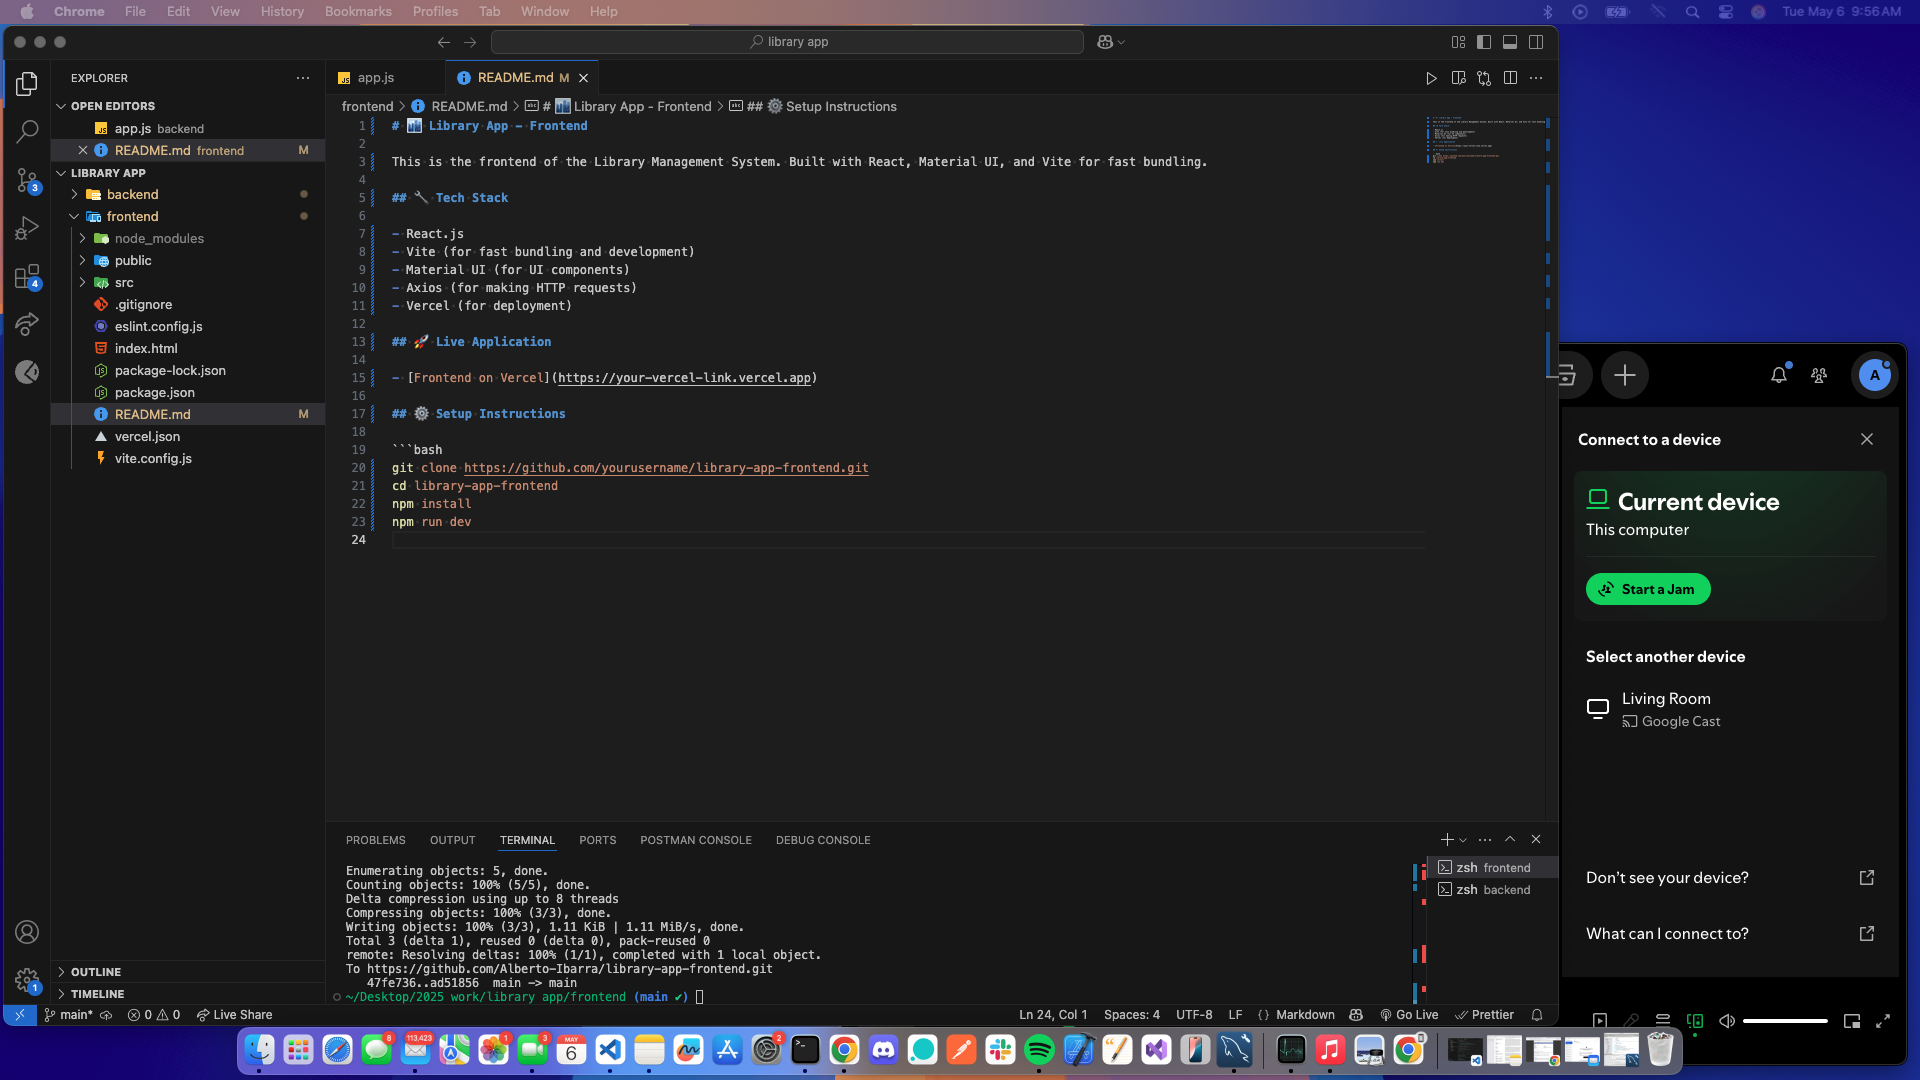 Chrome File Edit View History Bookmarks Profiles Tab Window Help Tue May 6 9:56 AM
library app
EXPLORER
OPEN EDITORS
app.js backend
README.md frontend M
LIBRARY APP
backend
frontend
node_modules
public
src
.gitignore
eslint.config.js
index.html
package-lock.json
package.json
README.md M
vercel.json
vite.config.js
OUTLINE
TIMELINE
3
4
1
app.js README.md M
frontend > README.md > # Library App - Frontend > ## Setup Instructions
1 # Library App - Frontend
2
3 This is the frontend of the Library Management System. Built with React, Material UI, and Vite for fast bundling.
4
5 ## Tech Stack
6
7 - React.js
8 - Vite (for fast bundling and development)
9 - Material UI (for UI components)
10 - Axios (for making HTTP requests)
11 - Vercel (for deployment)
12
13 ## Live Application
14
15 - [Frontend on Vercel](https://your-vercel-link.vercel.app)
16
17 ## Setup Instructions
18
19 ```bash
20 git clone https://github.com/yourusername/library-app-frontend.git
21 cd library-app-frontend
22 npm install
23 npm run dev
24
PROBLEMS OUTPUT TERMINAL PORTS POSTMAN CONSOLE DEBUG CONSOLE
Enumerating objects: 5, done.
Counting objects: 100% (5/5), done.
Delta compression using up to 8 threads
Compressing objects: 100% (3/3), done.
Writing objects: 100% (3/3), 1.11 KiB | 1.11 MiB/s, done.
Total 3 (delta 1), reused 0 (delta 0), pack-reused 0
remote: Resolving deltas: 100% (1/1), completed with 1 local object.
To https://github.com/Alberto-Ibarra/library-app-frontend.git
47fe736..ad51856 main -> main
~/Desktop/2025 work/library app/frontend (main ✔)
zsh frontend
zsh backend
main* 0 0 Live Share Ln 24, Col 1 Spaces: 4 UTF-8 LF {} Markdown Go Live Prettier
A
Connect to a device
Current device
This computer
Start a Jam
Select another device
Living Room
Google Cast
Don't see your device?
What can I connect to?
8
113,423
1
3
MAY
6
2